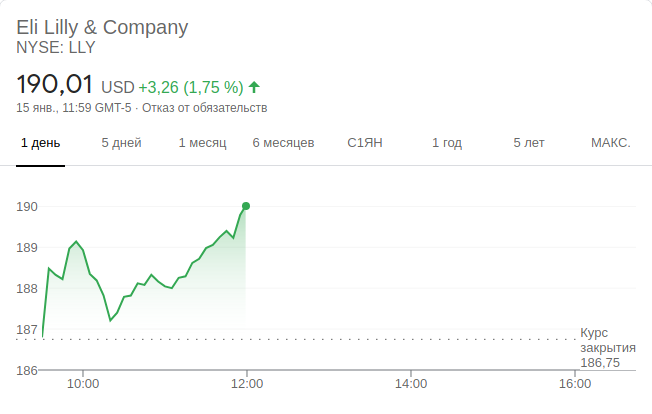 Eli Lilly & Company
NYSE: LLY
190,01 USD +3,26 (1,75 %)
15 янв., 11:59 GMT-5 · Отказ от обязательств
1 день 5 дней 1 месяц 6 месяцев С1ЯН 1 год 5 лет МАКС.
190
189
188
187
Курс
закрытия
186,75
186
10:00 12:00 14:00 16:00